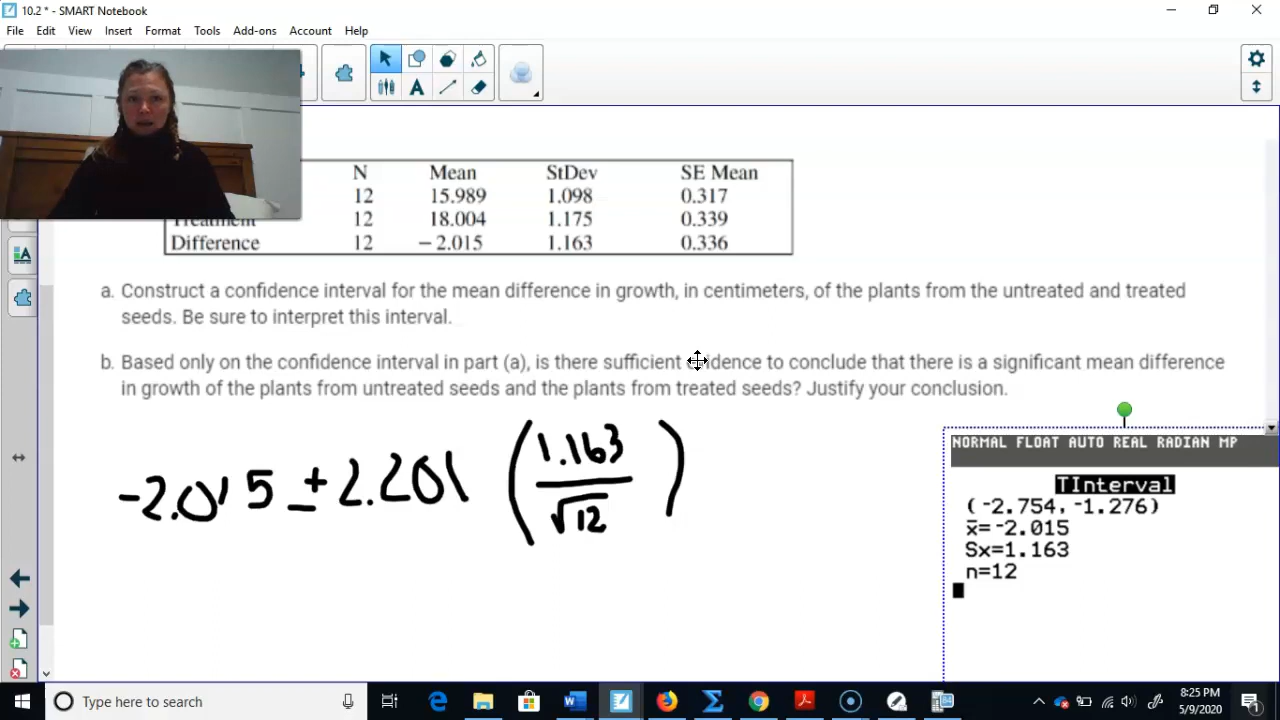 10.2 * - SMART Notebook
File Edit View Insert Format Tools Add-ons Account Help
N Mean StDev SE Mean
12 15.989 1.098 0.317
Treatment 12 18.004 1.175 0.339
Difference 12 −2.015 1.163 0.336
a. Construct a confidence interval for the mean difference in growth, in centimeters, of the plants from the untreated and treated
seeds. Be sure to interpret this interval.
b. Based only on the confidence interval in part (a), is there sufficient evidence to conclude that there is a significant mean difference
in growth of the plants from untreated seeds and the plants from treated seeds? Justify your conclusion.
-2.015 ± 2.201 (1.163/√12)
NORMAL FLOAT AUTO REAL RADIAN MP
TInterval
(-2.754,-1.276)
x̄=-2.015
Sx=1.163
n=12
Type here to search
8:25 PM
5/9/2020